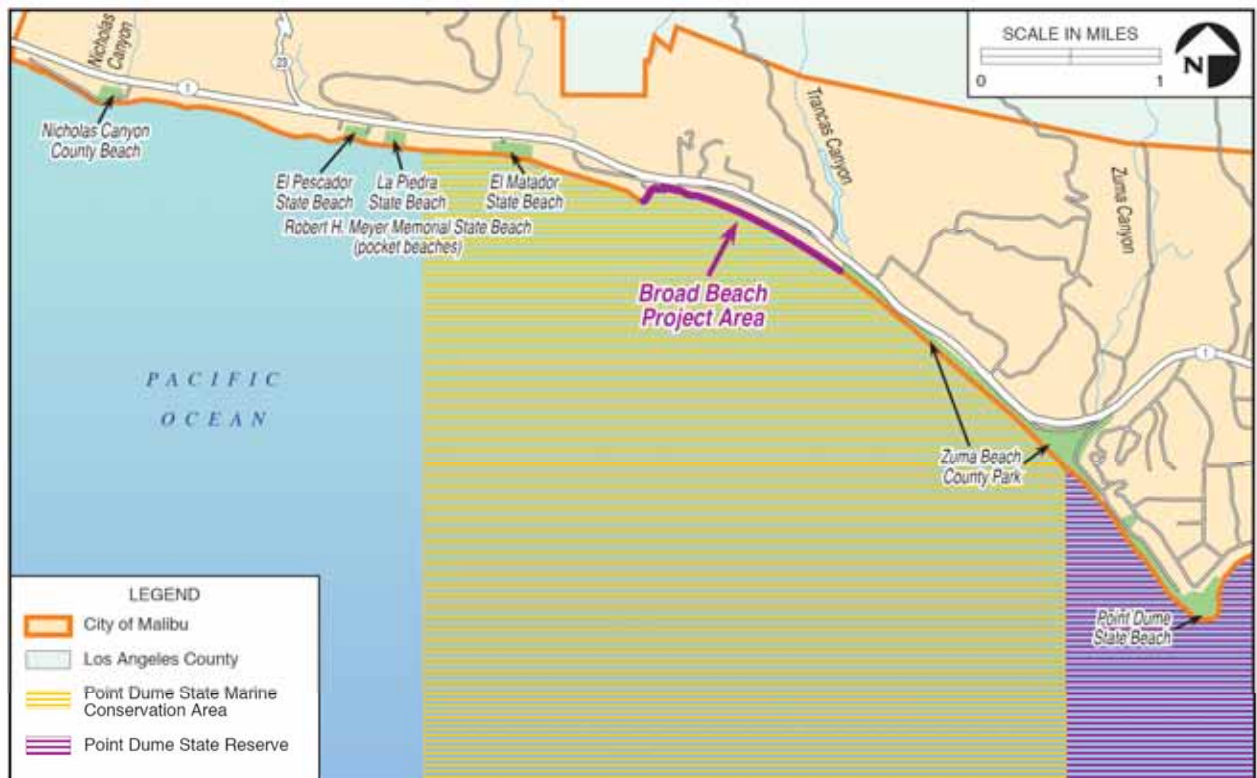 SCALE IN MILES
0 1
N
Nicholas
Canyon
23
1
Nicholas Canyon
County Beach
El Pescador
State Beach
La Piedra
State Beach
El Matador
State Beach
Robert H. Meyer Memorial State Beach
(pocket beaches)
Trancas Canyon
Zuma Canyon
1
Broad Beach
Project Area
PACIFIC
OCEAN
Zuma Beach
County Park
Point Dume
State Beach
LEGEND
City of Malibu
Los Angeles County
Point Dume State Marine
Conservation Area
Point Dume State Reserve